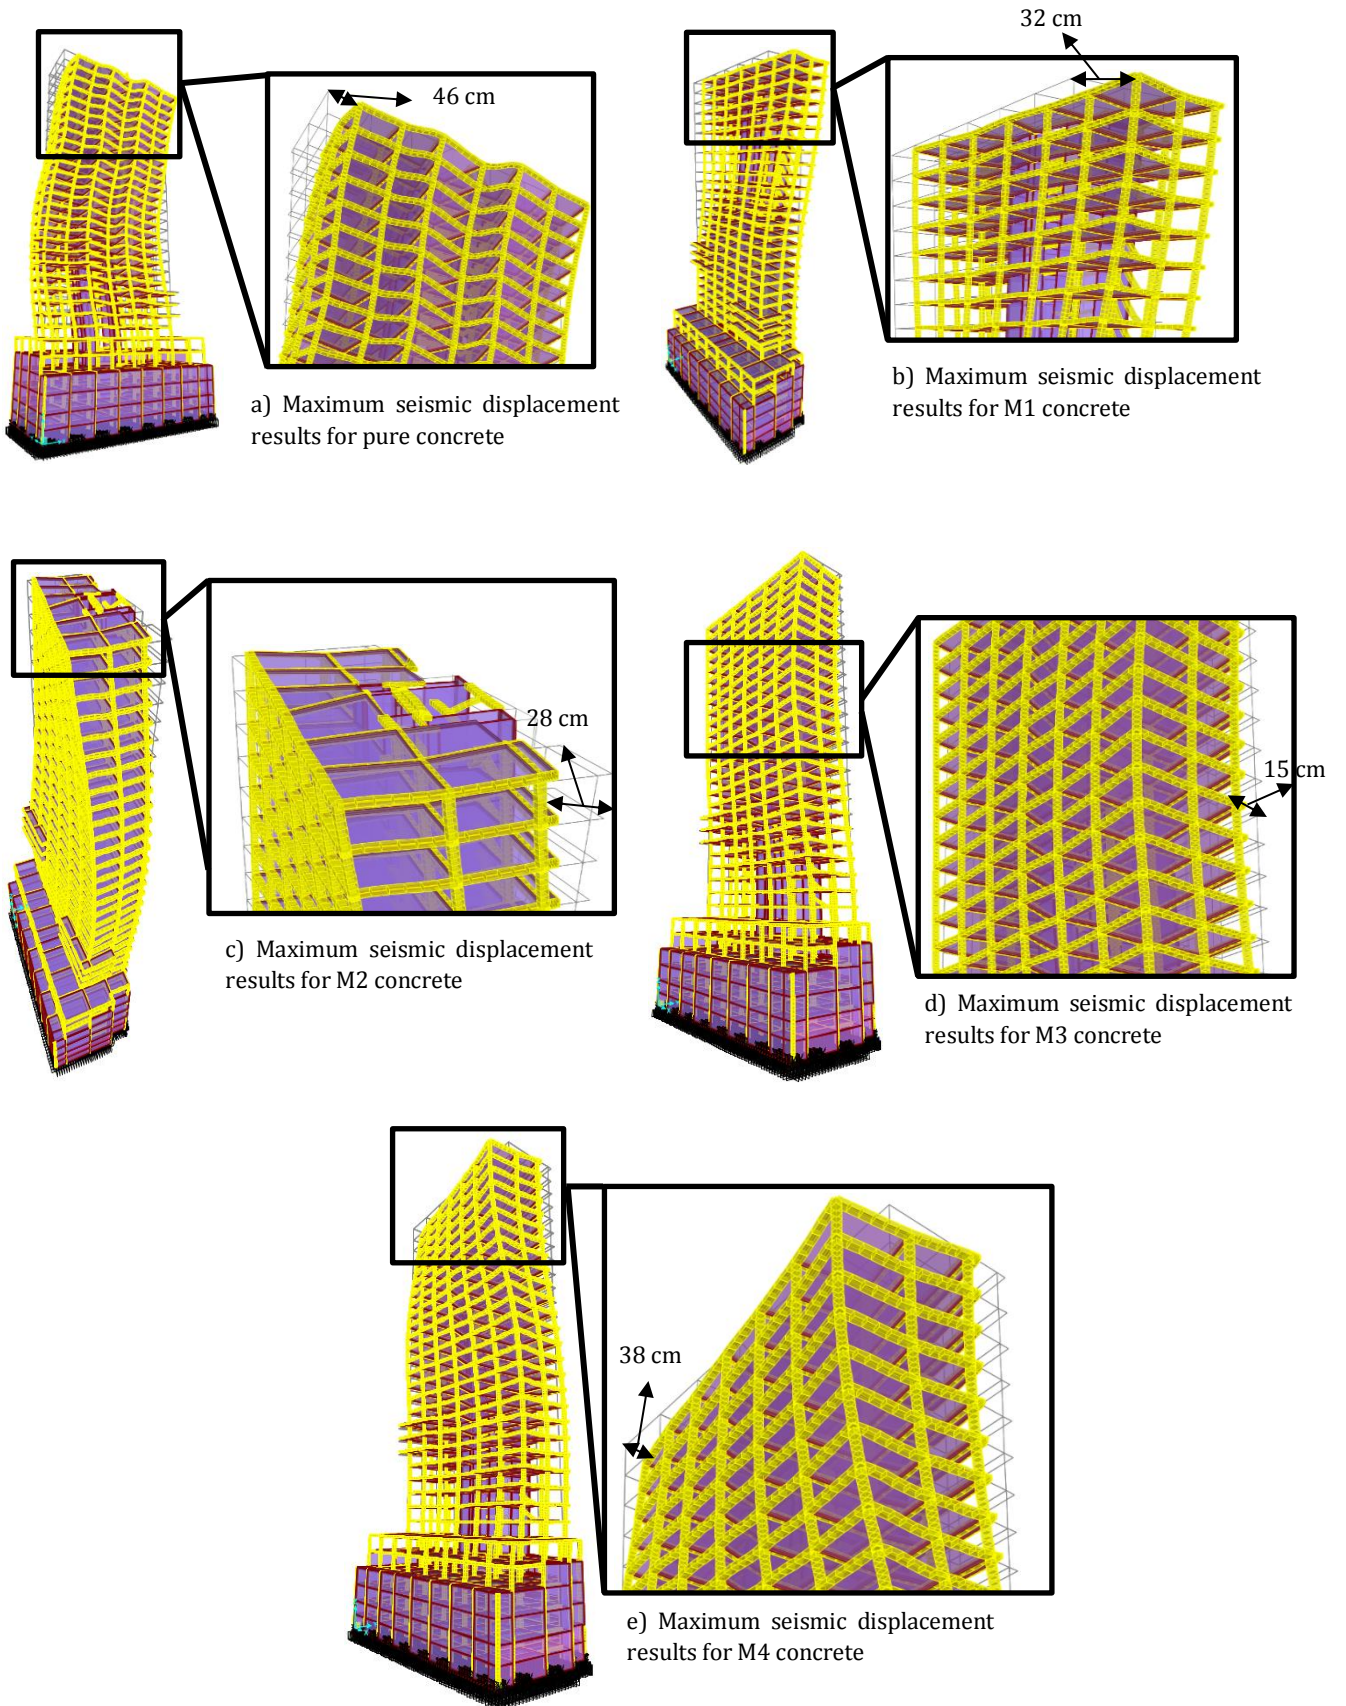 32 cm
46 cm
a) Maximum seismic displacement
results for pure concrete
b) Maximum seismic displacement
results for M1 concrete
28 cm
c) Maximum seismic displacement
results for M2 concrete
15 cm
d) Maximum seismic displacement
results for M3 concrete
38 cm
e) Maximum seismic displacement
results for M4 concrete